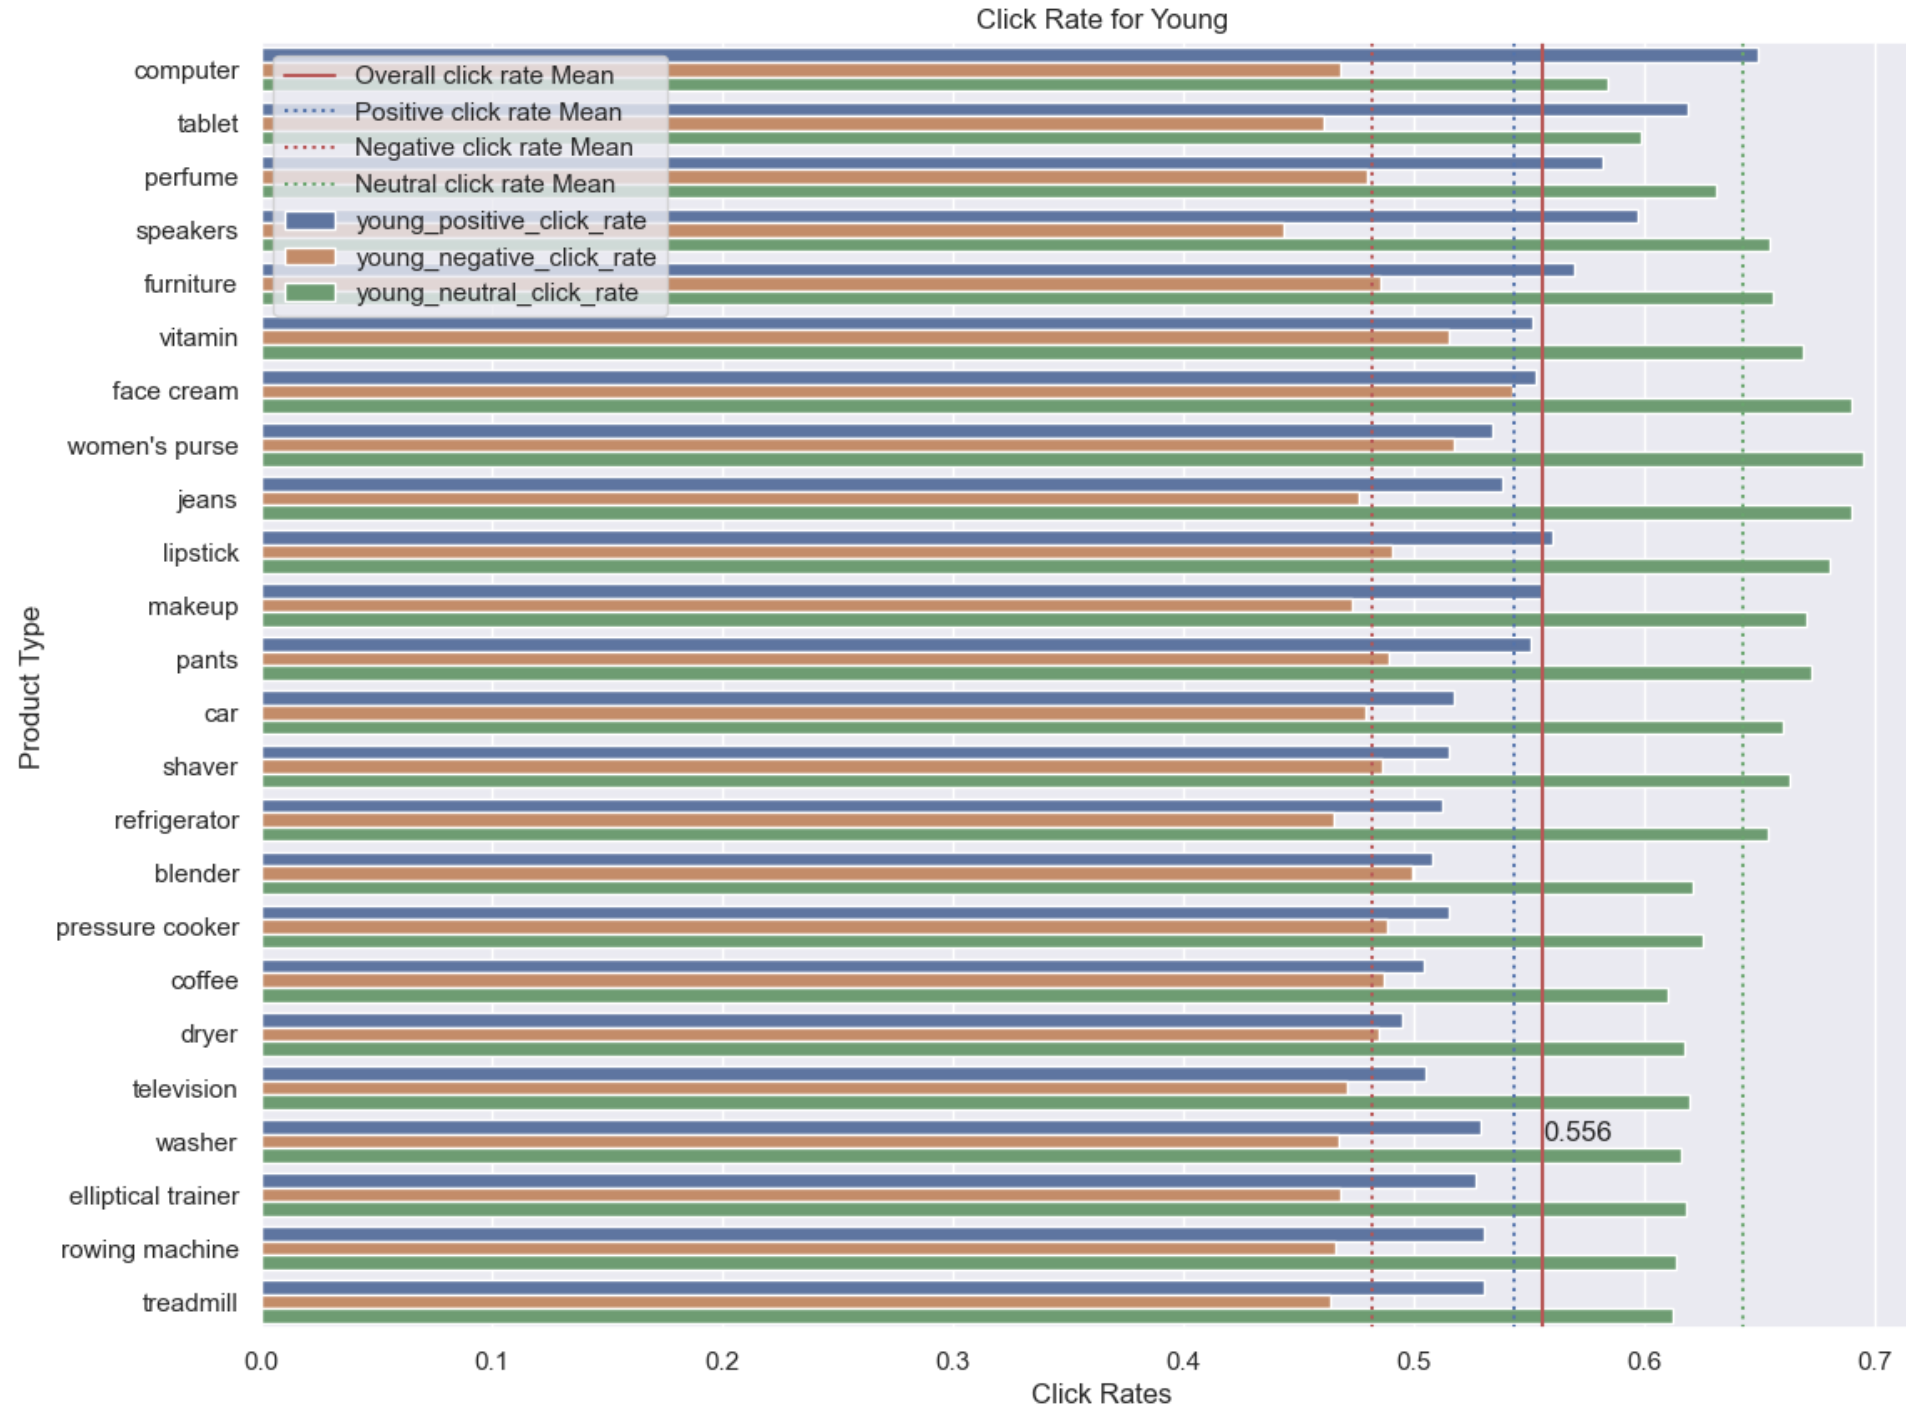 Click Rate for Young
Overall click rate Mean
Positive click rate Mean
Negative click rate Mean
Neutral click rate Mean
young_positive_click_rate
young_negative_click_rate
young_neutral_click_rate
Product Type
computer
tablet
perfume
speakers
furniture
vitamin
face cream
women's purse
jeans
lipstick
makeup
pants
car
shaver
refrigerator
blender
pressure cooker
coffee
dryer
television
washer
0.556
elliptical trainer
rowing machine
treadmill
0.0 0.1 0.2 0.3 0.4 0.5 0.6 0.7
Click Rates